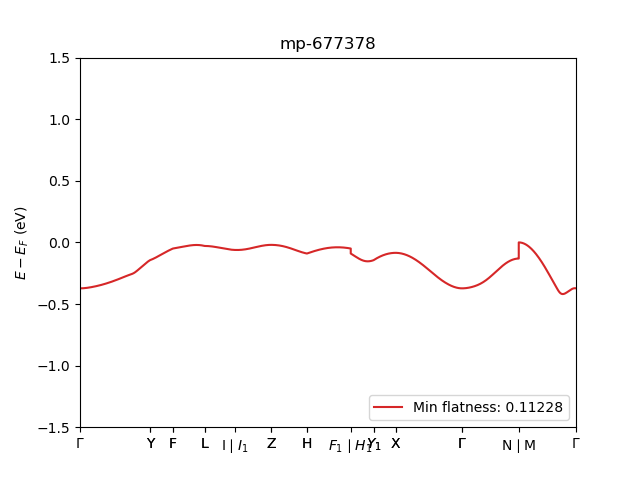 mp-677378
E − E_F (eV)
1.5
1.0
0.5
0.0
−0.5
−1.0
−1.5
Min flatness: 0.11228
Γ Y F L I | I₁ Z H F₁ | H₁ Y₁ X Γ N | M Γ